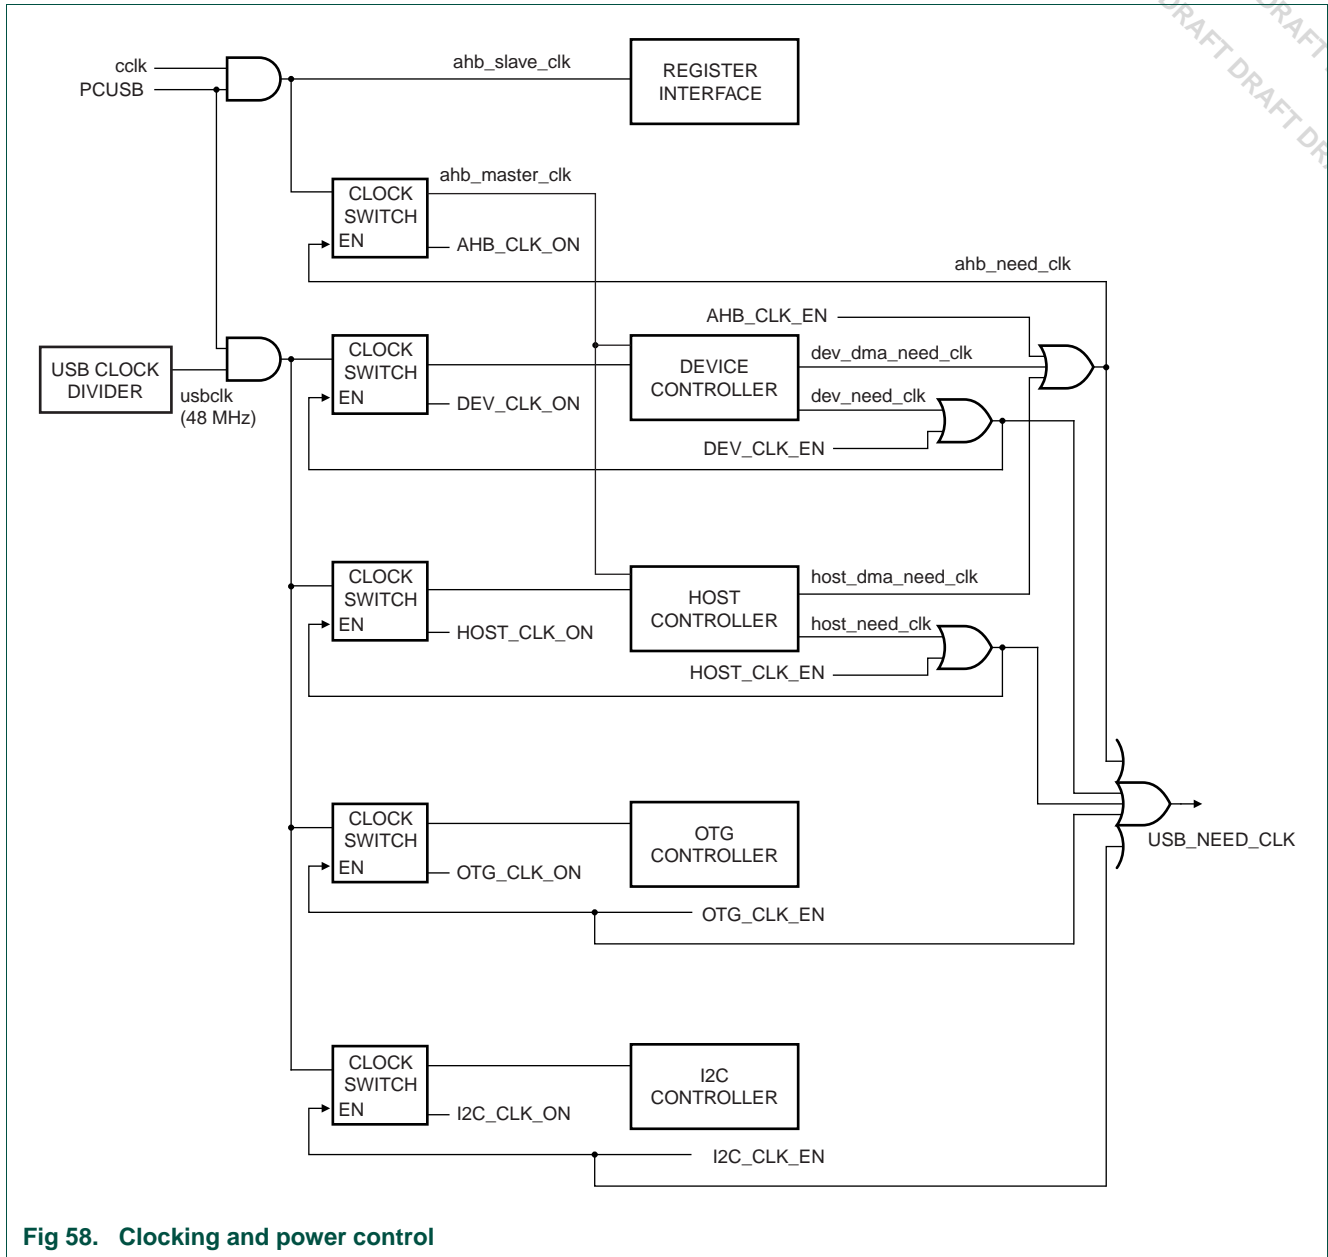 DRAFT DRAFT DR
DRAFT
cclk
PCUSB
ahb_slave_clk
REGISTER
INTERFACE
ahb_master_clk
CLOCK
SWITCH
EN
AHB_CLK_ON
ahb_need_clk
AHB_CLK_EN
USB CLOCK
DIVIDER
usbclk
(48 MHz)
CLOCK
SWITCH
EN
DEV_CLK_ON
DEVICE
CONTROLLER
dev_dma_need_clk
dev_need_clk
DEV_CLK_EN
CLOCK
SWITCH
EN
HOST_CLK_ON
HOST
CONTROLLER
host_dma_need_clk
host_need_clk
HOST_CLK_EN
CLOCK
SWITCH
EN
OTG_CLK_ON
OTG
CONTROLLER
USB_NEED_CLK
OTG_CLK_EN
CLOCK
SWITCH
EN
I2C_CLK_ON
I2C
CONTROLLER
I2C_CLK_EN
Fig 58. Clocking and power control